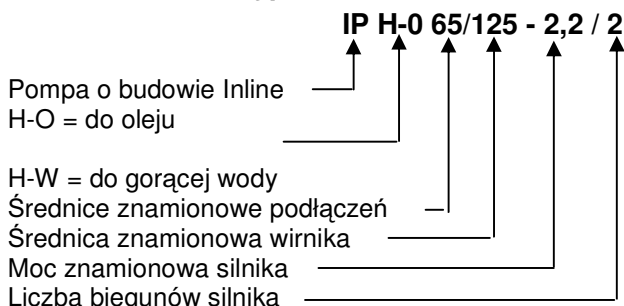 IP H-0 65/125 - 2,2 / 2
Pompa o budowie Inline
H-O = do oleju
H-W = do gorącej wody
Średnice znamionowe podłączeń
Średnica znamionowa wirnika
Moc znamionowa silnika
Liczba biegunów silnika